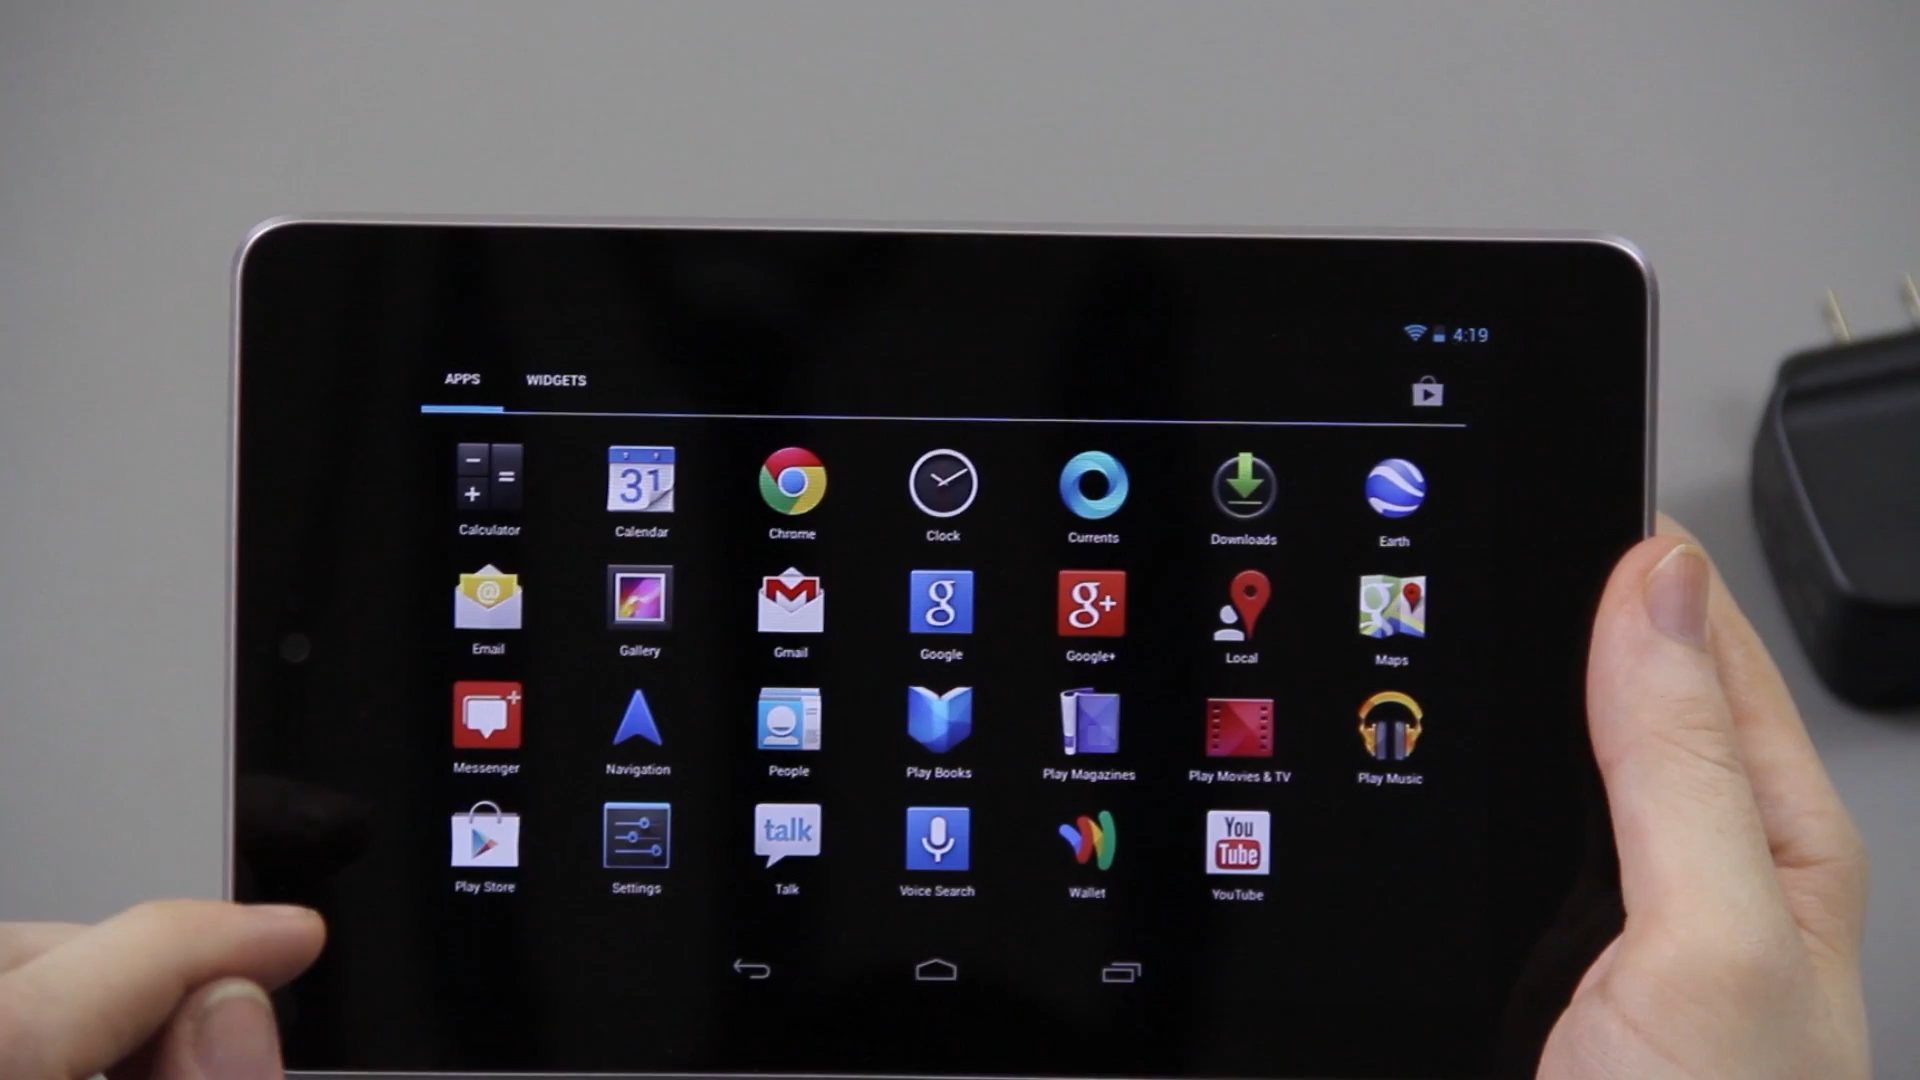 4:19
APPS WIDGETS
31
Calculator Calendar Chrome Clock Currents Downloads Earth
@ g g+ g
Email Gallery Gmail Google Google+ Local Maps
Messenger Navigation People Play Books Play Magazines Play Movies & TV Play Music
talk You Tube
Play Store Settings Talk Voice Search Wallet YouTube